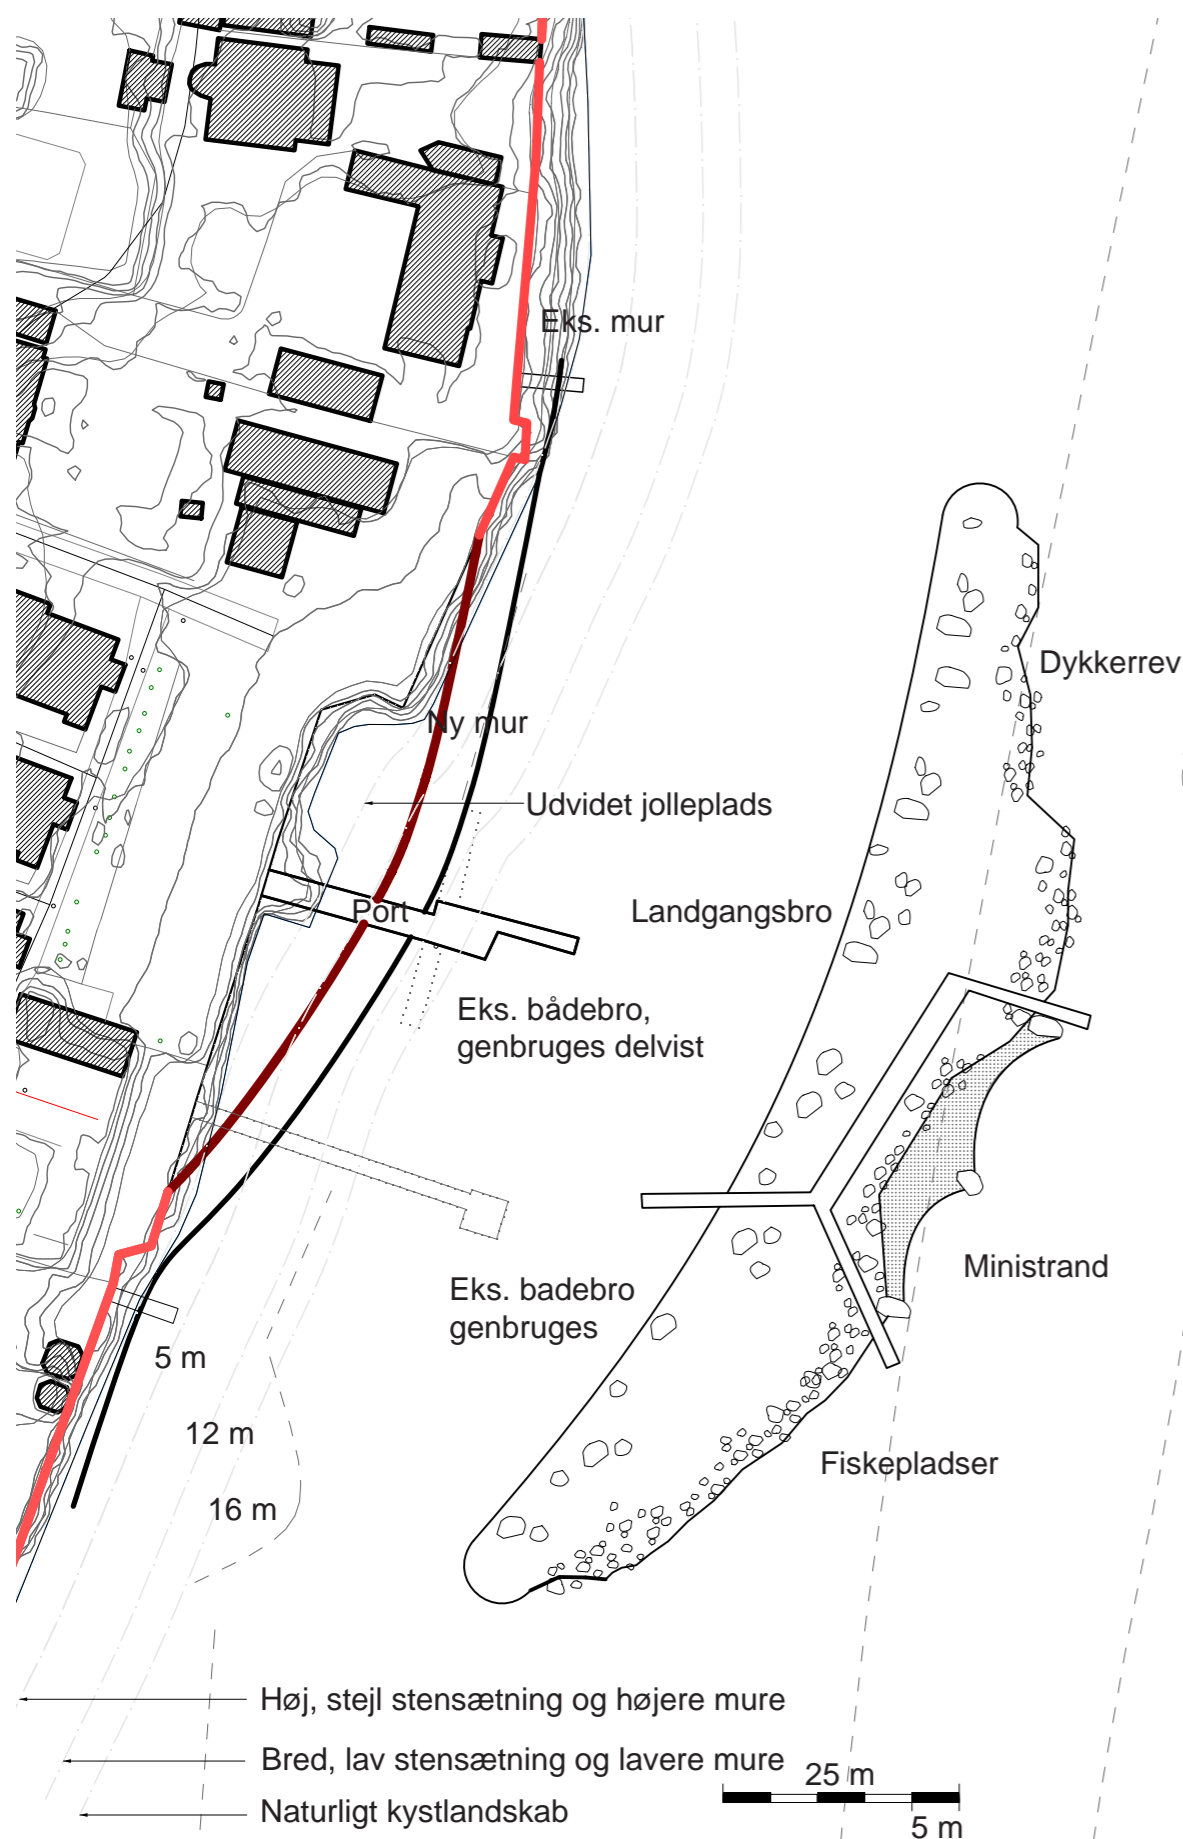 Eks. mur
Dykkerrev
Ny mur
Udvidet jolleplads
Port
Landgangsbro
Eks. bådebro,
genbruges delvist
Ministrand
Eks. badebro
genbruges
5 m
12 m
Fiskepladser
16 m
Høj, stejl stensætning og højere mure
Bred, lav stensætning og lavere mure
25 m
Naturligt kystlandskab
5 m